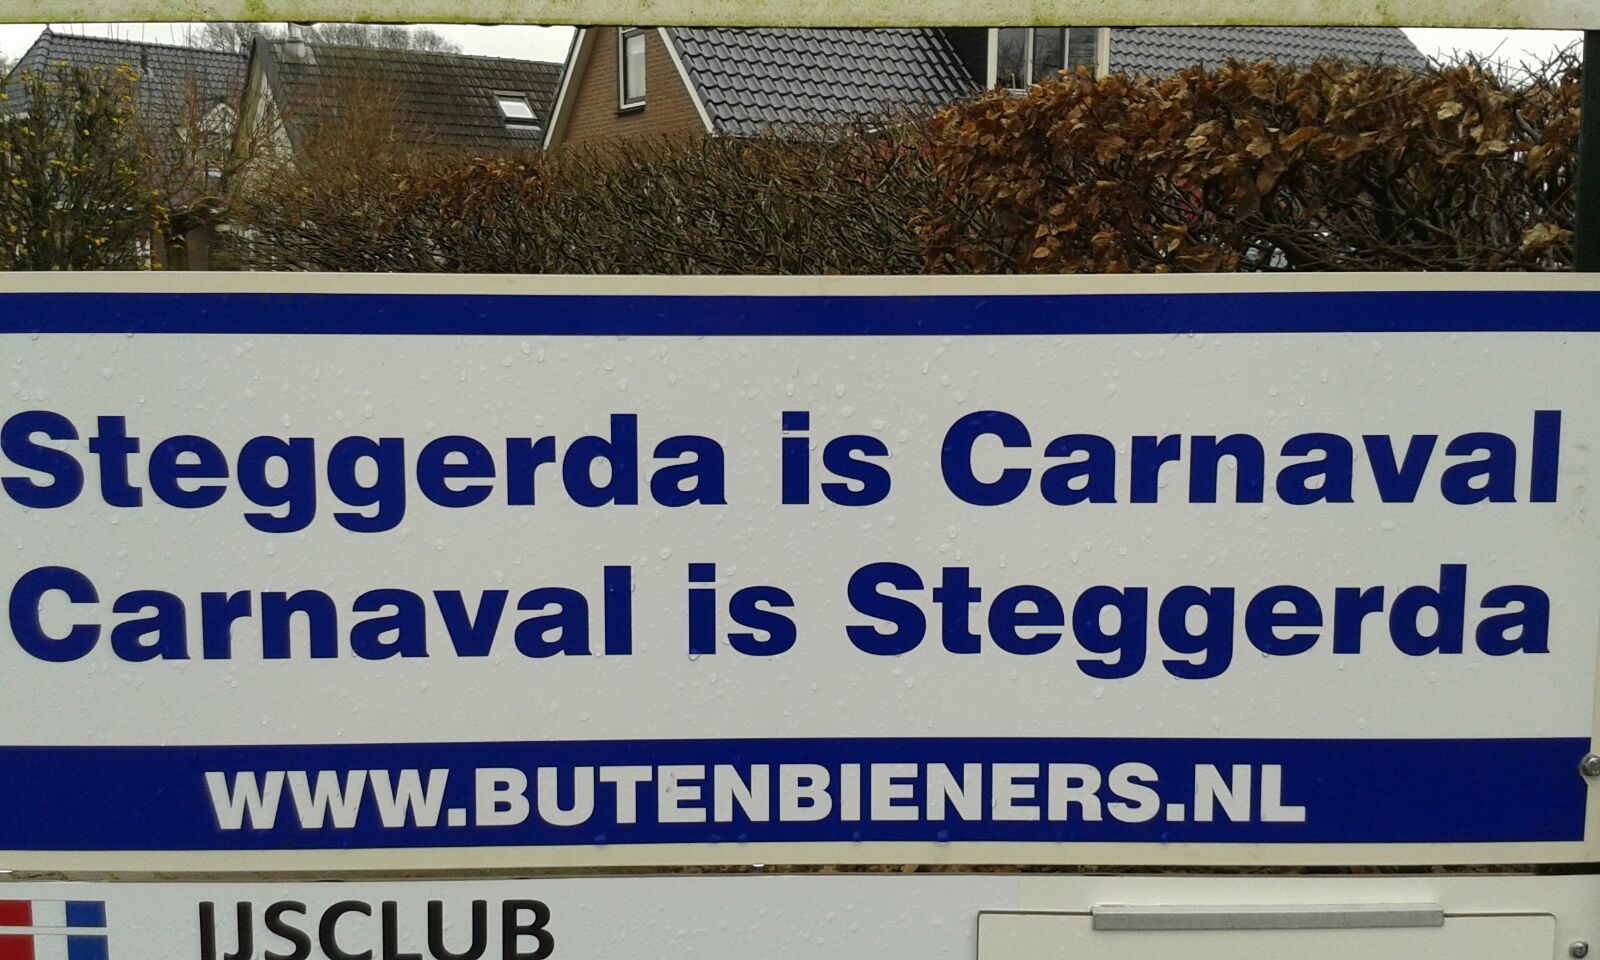 Steggerda is Carnaval
Carnaval is Steggerda
WWW.BUTENBIENERS.NL
IJSCLUB